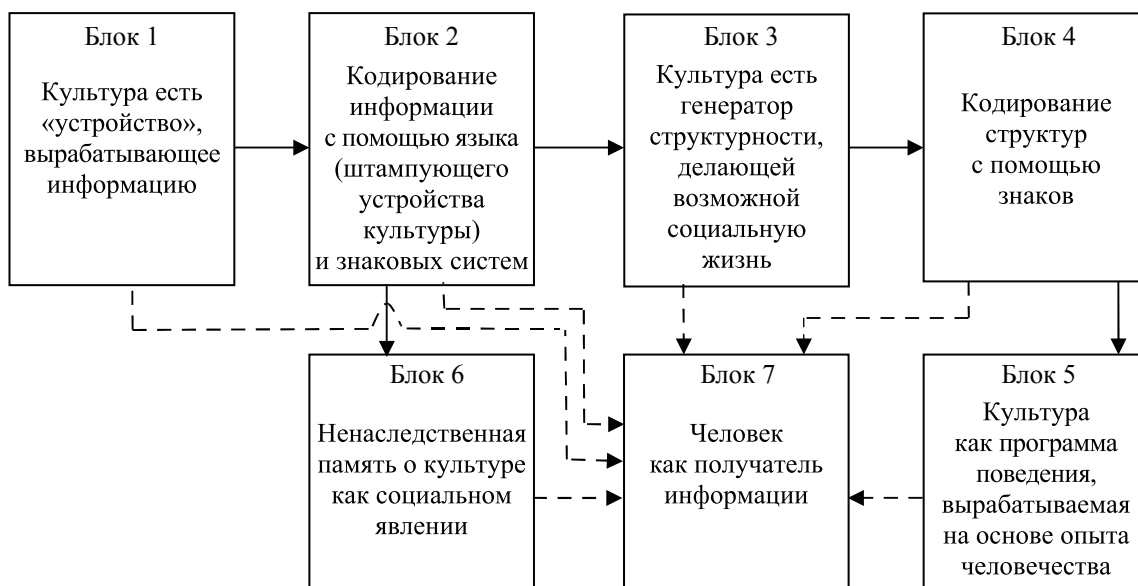 Блок 1
Культура есть
«устройство»,
вырабатывающее
информацию
Блок 2
Кодирование
информации
с помощью языка
(штампующего
устройства
культуры)
и знаковых систем
Блок 3
Культура есть
генератор
структурности,
делающей
возможной
социальную
жизнь
Блок 4
Кодирование
структур
с помощью
знаков
Блок 6
Ненаследственная
память о культуре
как социальном
явлении
Блок 7
Человек
как получатель
информации
Блок 5
Культура
как программа
поведения,
вырабатываемая
на основе опыта
человечества